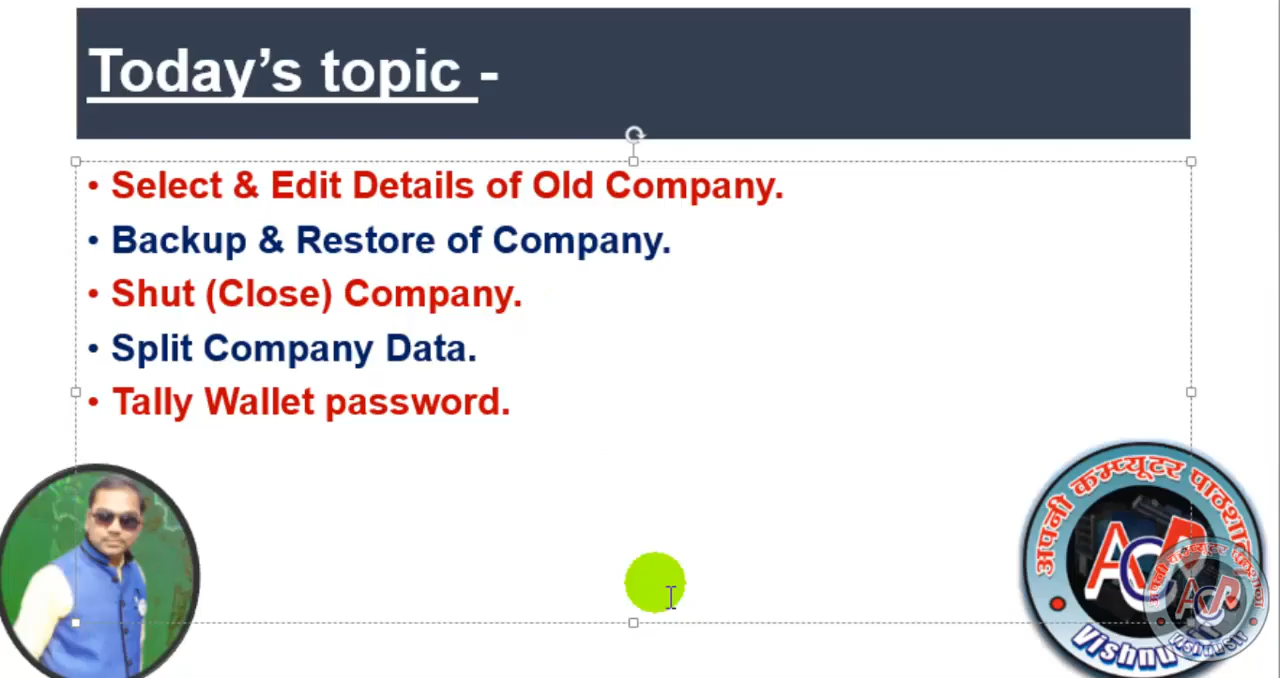 Today’s topic -
• Select & Edit Details of Old Company.
• Backup & Restore of Company.
• Shut (Close) Company.
• Split Company Data.
• Tally Wallet password.
अपनी कम्प्यूटर पाठशाला
ACP
Vishnu